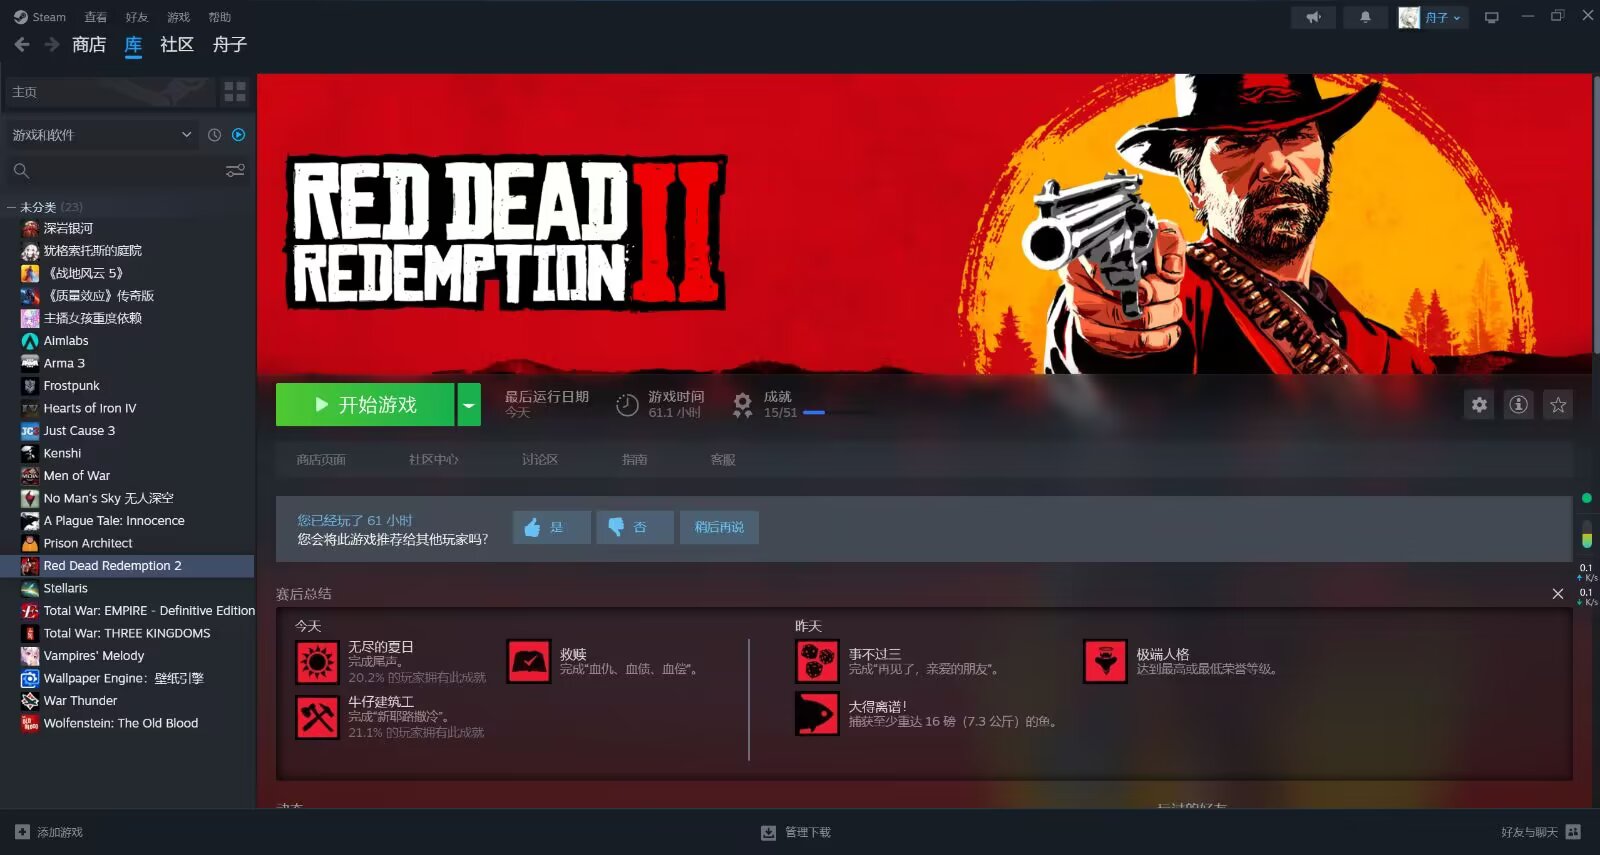 Steam 查看 好友 游戏 帮助
舟子
商店 库 社区 舟子
主页
游戏和软件
未分类 (23)
深岩银河
犹格索托斯的庭院
《战地风云 5》
《质量效应》传奇版
主播女孩重度依赖
Aimlabs
Arma 3
Frostpunk
Hearts of Iron IV
Just Cause 3
Kenshi
Men of War
No Man's Sky 无人深空
A Plague Tale: Innocence
Prison Architect
Red Dead Redemption 2
Stellaris
Total War: EMPIRE - Definitive Edition
Total War: THREE KINGDOMS
Vampires' Melody
Wallpaper Engine：壁纸引擎
War Thunder
Wolfenstein: The Old Blood
RED DEAD
REDEMPTION II
开始游戏
最后运行日期
今天
游戏时间
61.1 小时
成就
15/51
商店页面 社区中心 讨论区 指南 客服
您已经玩了 61 小时
您会将此游戏推荐给其他玩家吗?
是 否 稍后再说
赛后总结
今天
无尽的夏日
完成尾声。
20.2% 的玩家拥有此成就
救赎
完成“血仇、血债、血偿”。
牛仔建筑工
完成“新耶路撒冷”。
21.1% 的玩家拥有此成就
昨天
事不过三
完成“再见了，亲爱的朋友”。
极端人格
达到最高或最低荣誉等级。
大得离谱!
捕获至少重达 16 磅（7.3 公斤）的鱼。
0.1
K/s
0.1
K/s
添加游戏
管理下载
好友与聊天